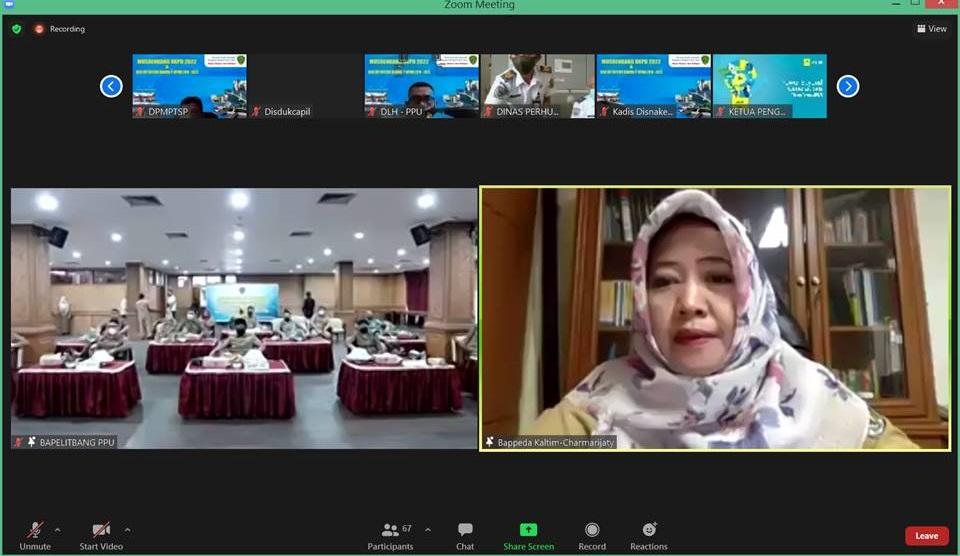 Zoom Meeting
Recording
View
MUSRENBANG RKPD 2022
MUSRENBANG RKPD 2022
MUSRENBANG RKPD 2022
DPMPTSP
Disdukcapil
DLH - PPU
DINAS PERHU...
Kadis Disnake...
KETUA PENG...
BAPELITBANG PPU
Bappeda Kaltim-Charmarijaty
67
Unmute
Start Video
Participants
Chat
Share Screen
Record
Reactions
Leave